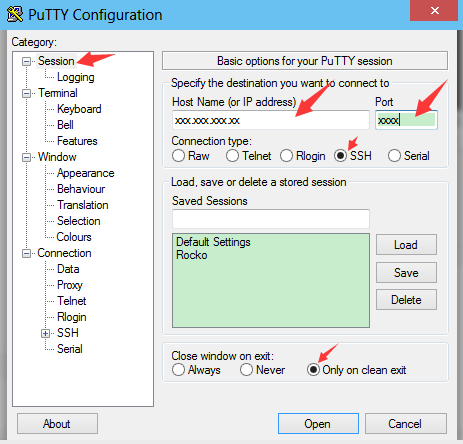 PuTTY Configuration
Category:
Session
Logging
Terminal
Keyboard
Bell
Features
Window
Appearance
Behaviour
Translation
Selection
Colours
Connection
Data
Proxy
Telnet
Rlogin
SSH
Serial
Basic options for your PuTTY session
Specify the destination you want to connect to
Host Name (or IP address) Port
xxx.xxx.xxx.xx xxxx
Connection type:
Raw Telnet Rlogin SSH Serial
Load, save or delete a stored session
Saved Sessions
Default Settings
Rocko
Load
Save
Delete
Close window on exit:
Always Never Only on clean exit
About Open Cancel